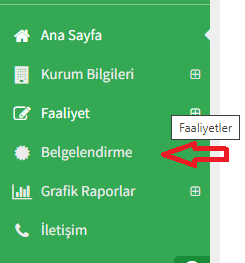 Ana Sayfa
Kurum Bilgileri
Faaliyet
Faaliyetler
Belgelendirme
Grafik Raporlar
İletişim